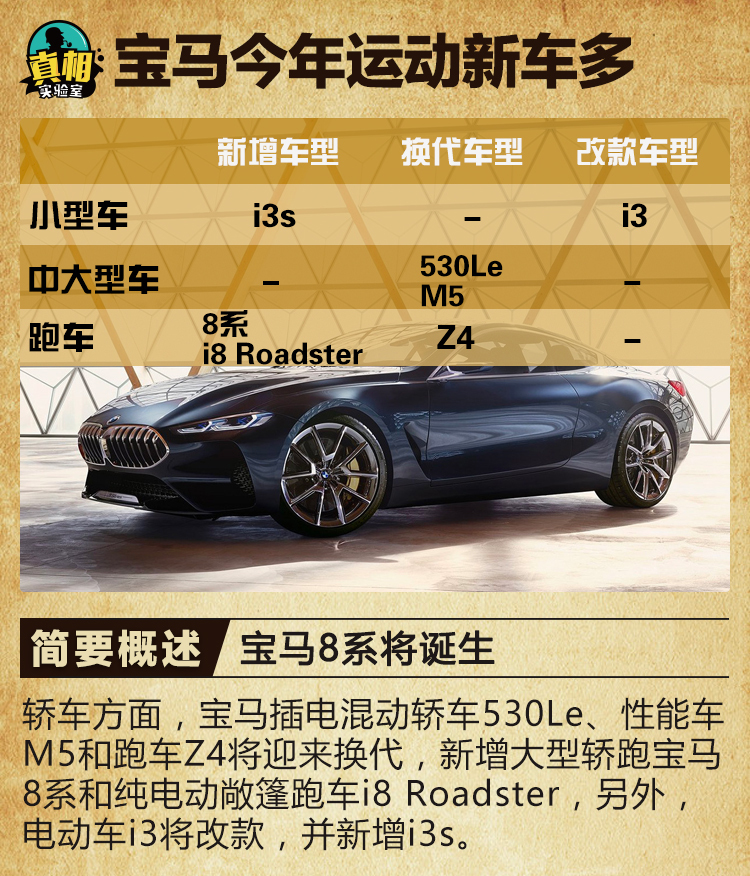 真相
实验室
宝马今年运动新车多
新增车型 换代车型 改款车型
小型车 i3s – i3
中大型车 – 530Le M5 –
跑车 8系 i8 Roadster Z4 –
简要概述 宝马8系将诞生
轿车方面，宝马插电混动轿车530Le、性能车
M5和跑车Z4将迎来换代，新增大型轿跑宝马
8系和纯电动敞篷跑车i8 Roadster，另外，
电动车i3将改款，并新增i3s。